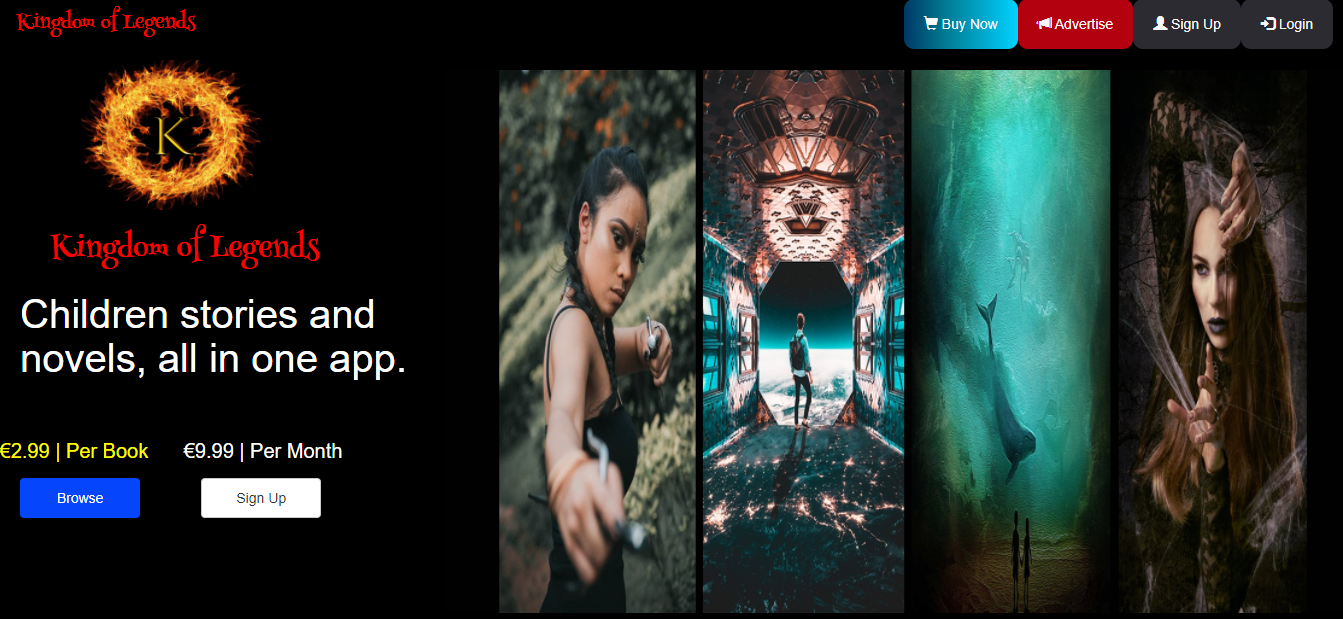 Kingdom of Legends
Buy Now
Advertise
Sign Up
Login
K
Kingdom of Legends
Children stories and
novels, all in one app.
€2.99 | Per Book
€9.99 | Per Month
Browse
Sign Up